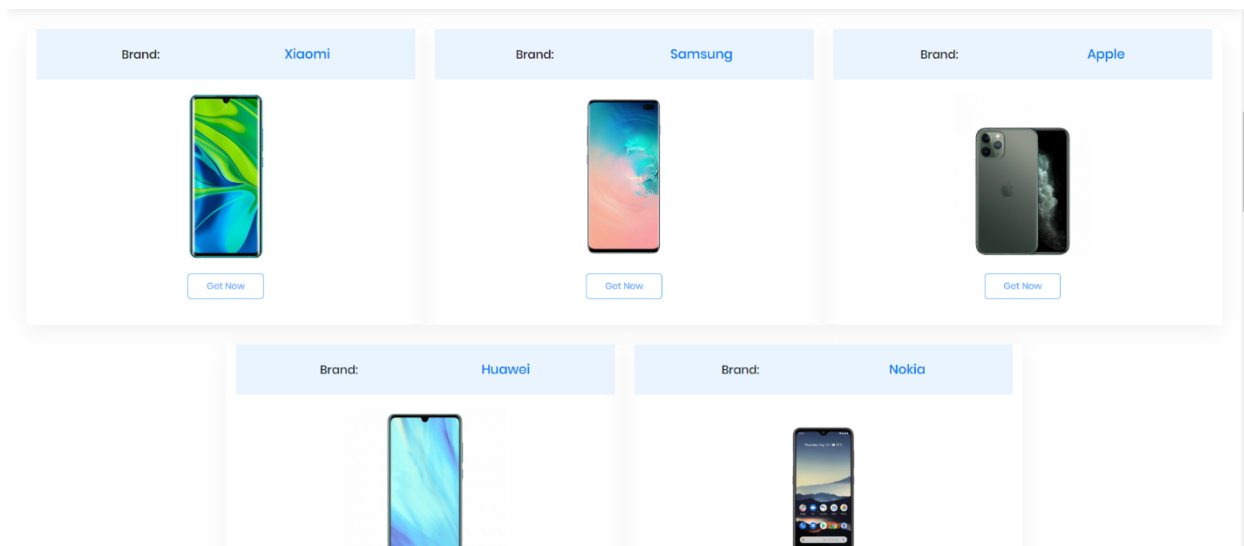 Brand: Xiaomi
Brand: Samsung
Brand: Apple
Get Now
Get Now
Get Now
Brand: Huawei
Brand: Nokia